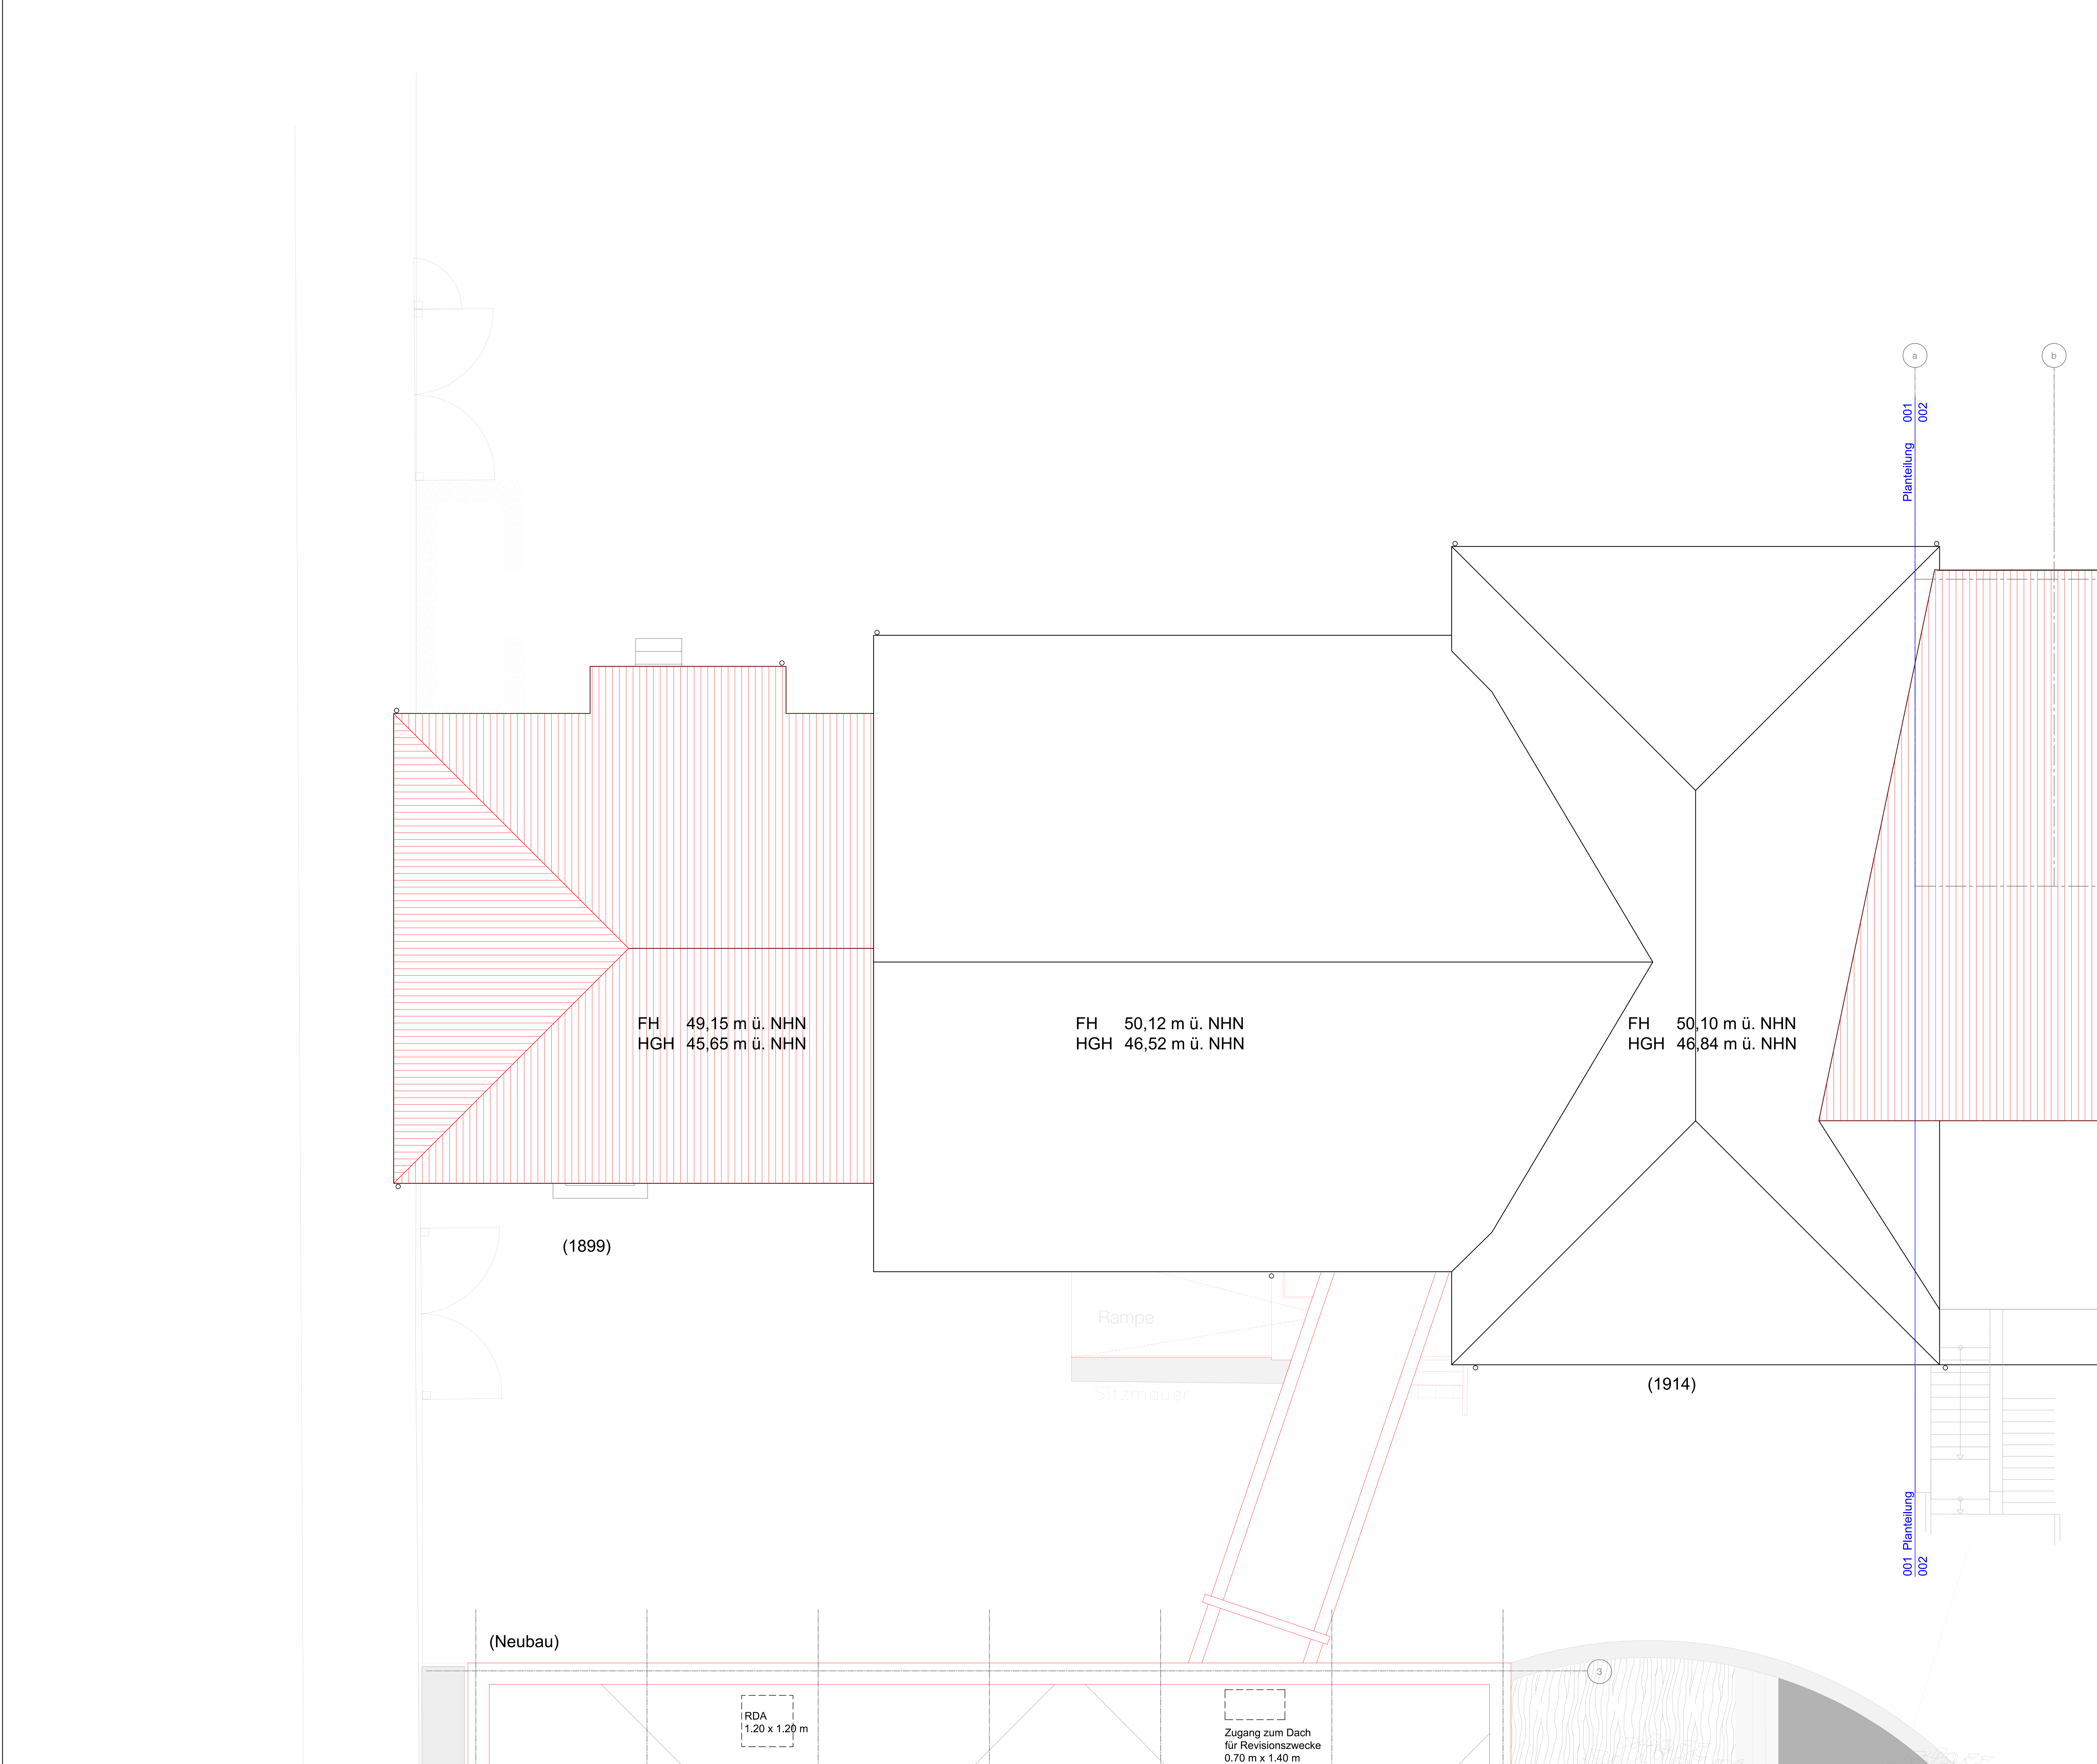 a
b
Planteilung 001
002
FH 49,15 m ü. NHN
HGH 45,65 m ü. NHN
FH 50,12 m ü. NHN
HGH 46,52 m ü. NHN
FH 50,10 m ü. NHN
HGH 46,84 m ü. NHN
(1899)
Rampe
Sitzmauer
(1914)
001 Planteilung
002
(Neubau)
3
RDA
1.20 x 1.20 m
Zugang zum Dach
für Revisionszwecke
0.70 m x 1.40 m